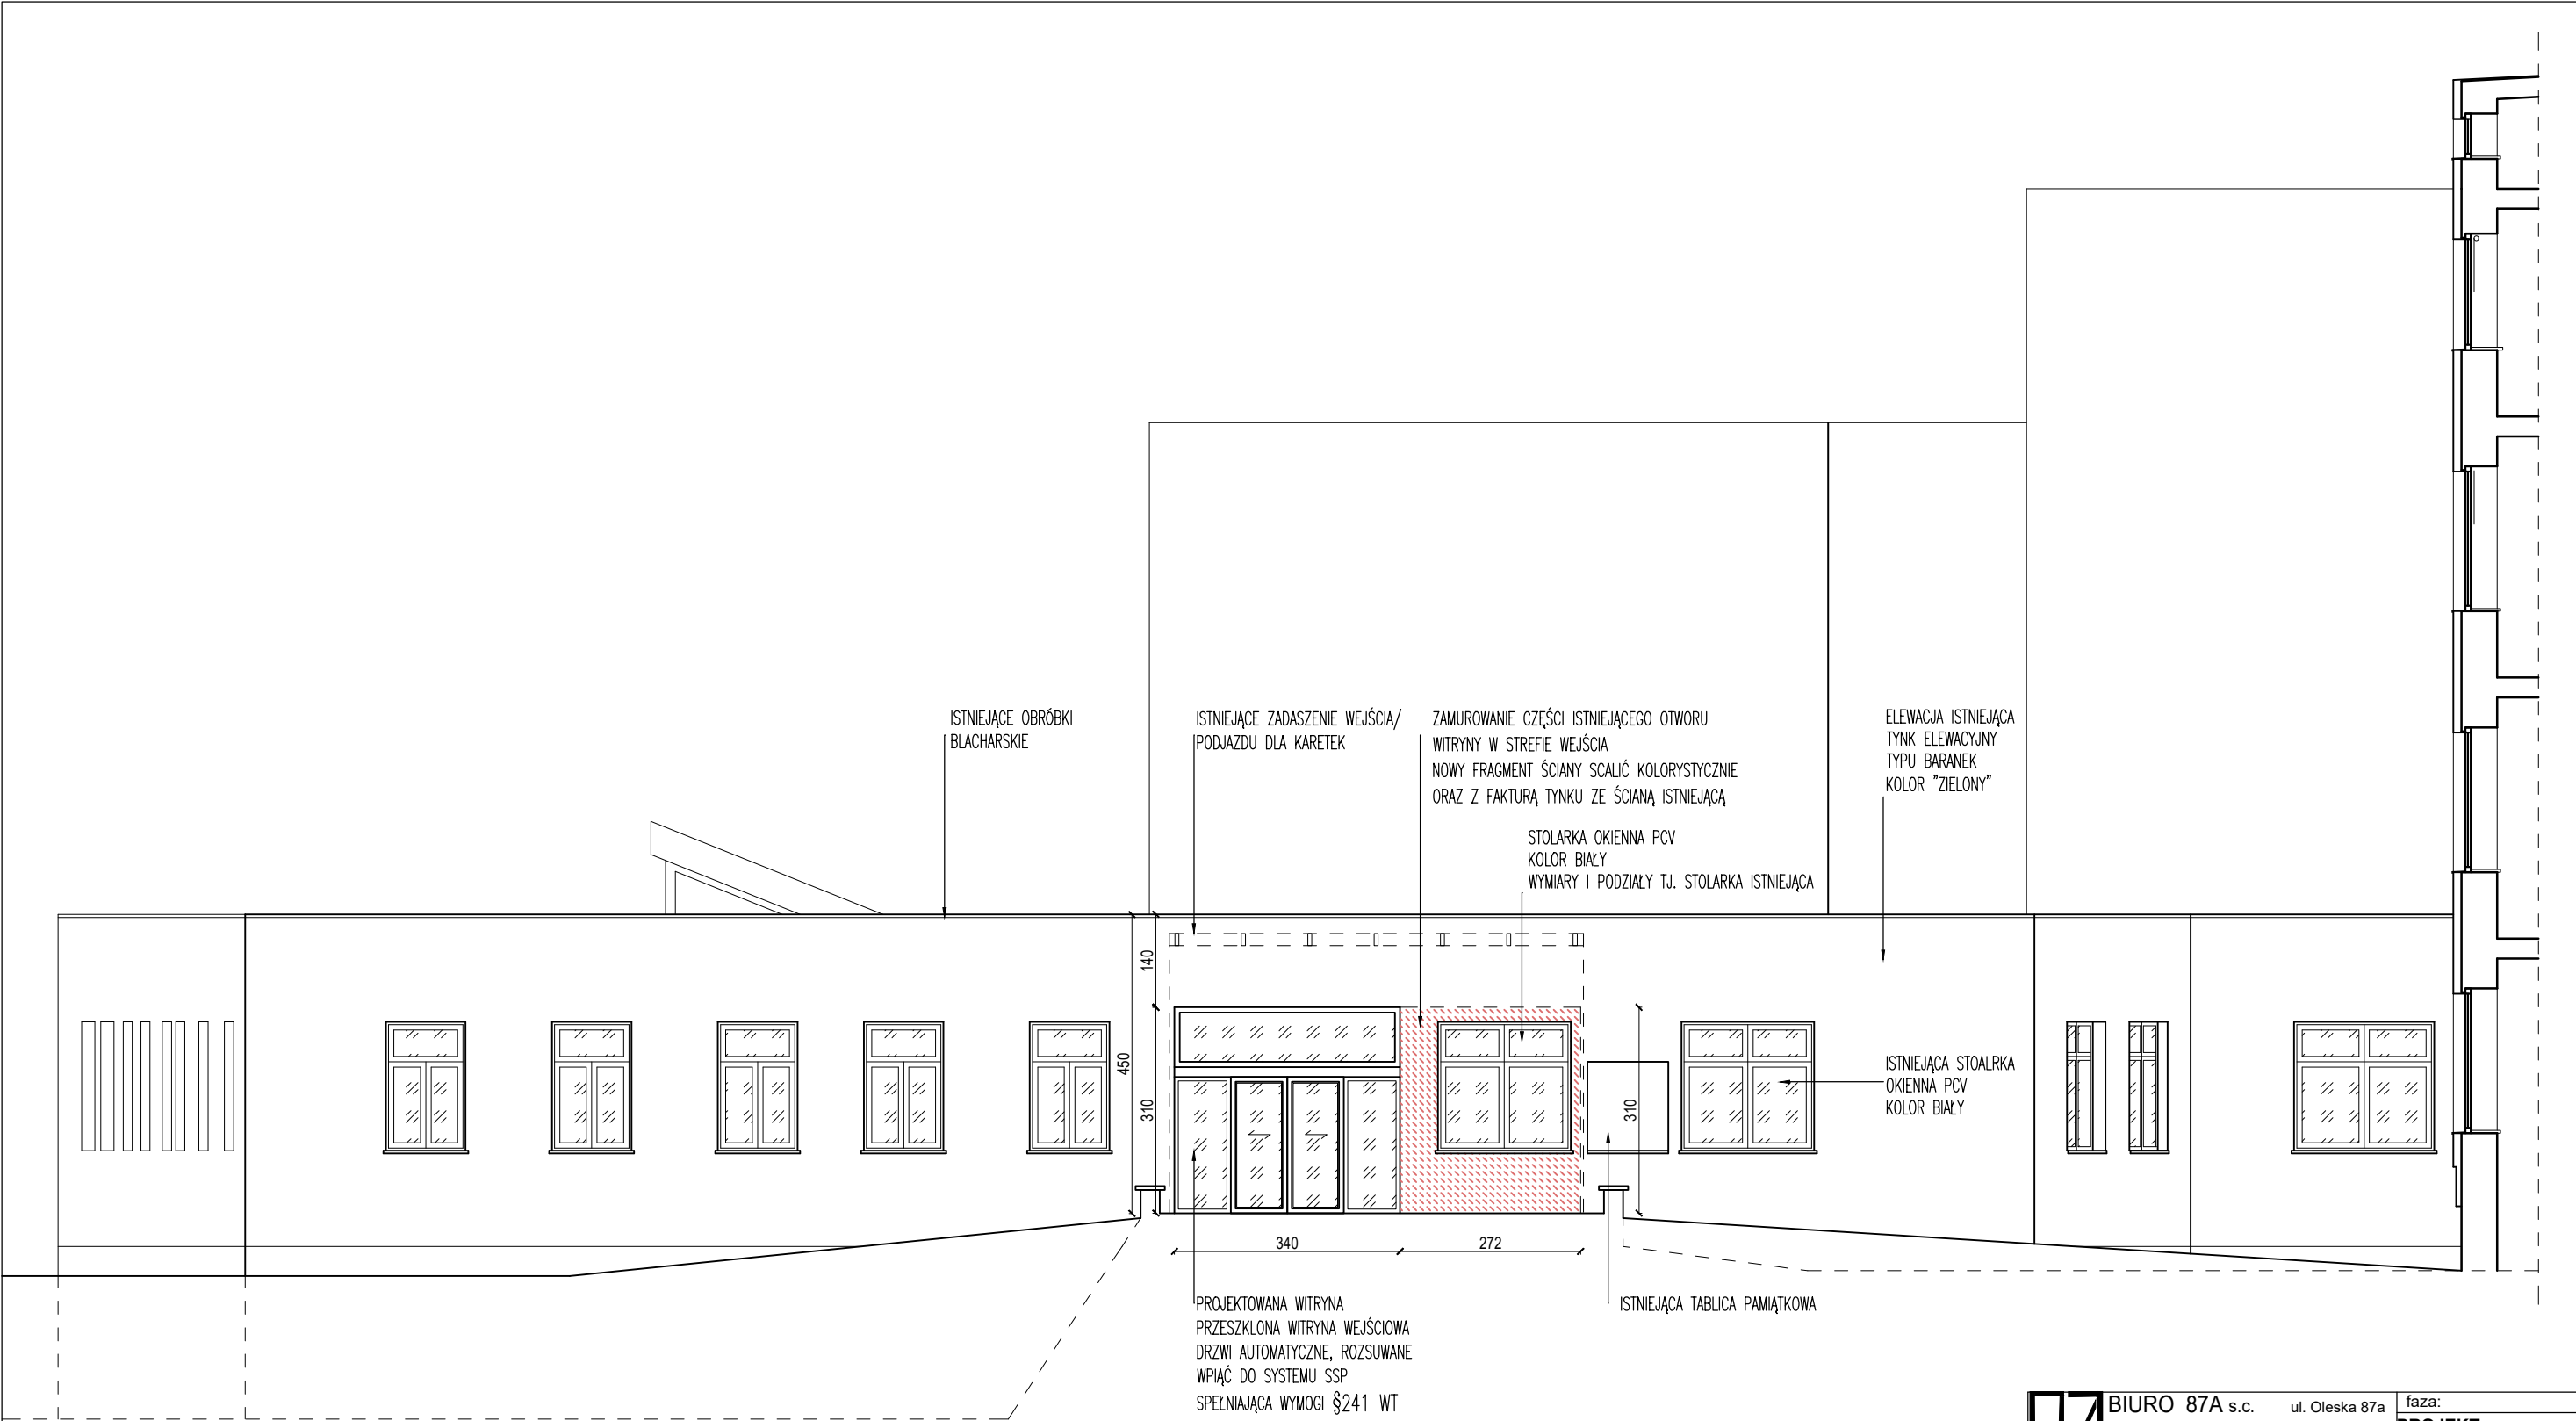 ISTNIEJĄCE OBRÓBKI
BLACHARSKIE
ISTNIEJĄCE ZADASZENIE WEJŚCIA/
PODJAZDU DLA KARETEK
ZAMUROWANIE CZĘŚCI ISTNIEJĄCEGO OTWORU
WITRYNY W STREFIE WEJŚCIA
NOWY FRAGMENT ŚCIANY SCALIĆ KOLORYSTYCZNIE
ORAZ Z FAKTURĄ TYNKU ZE ŚCIANĄ ISTNIEJĄCĄ
STOLARKA OKIENNA PCV
KOLOR BIAŁY
WYMIARY I PODZIAŁY TJ. STOLARKA ISTNIEJĄCA
ELEWACJA ISTNIEJĄCA
TYNK ELEWACYJNY
TYPU BARANEK
KOLOR "ZIELONY"
140
450
310
310
ISTNIEJĄCA STOALRKA
OKIENNA PCV
KOLOR BIAŁY
340
272
PROJEKTOWANA WITRYNA
PRZESZKLONA WITRYNA WEJŚCIOWA
DRZWI AUTOMATYCZNE, ROZSUWANE
WPIĄĆ DO SYSTEMU SSP
SPEŁNIAJĄCA WYMOGI §241 WT
ISTNIEJĄCA TABLICA PAMIĄTKOWA
BIURO 87A s.c. ul. Oleska 87a
faza:
PROJEKT